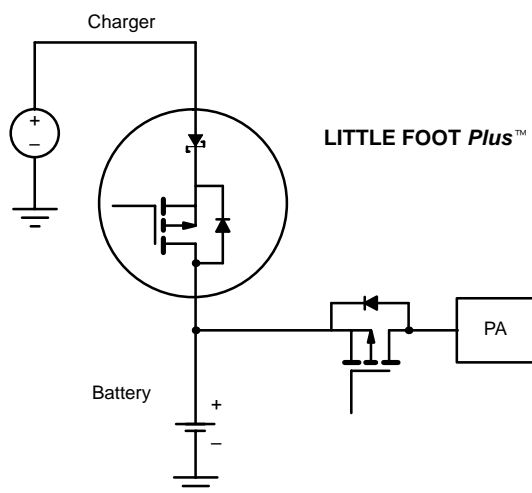 Charger
+
–
LITTLE FOOT Plus™
PA
Battery
+
–